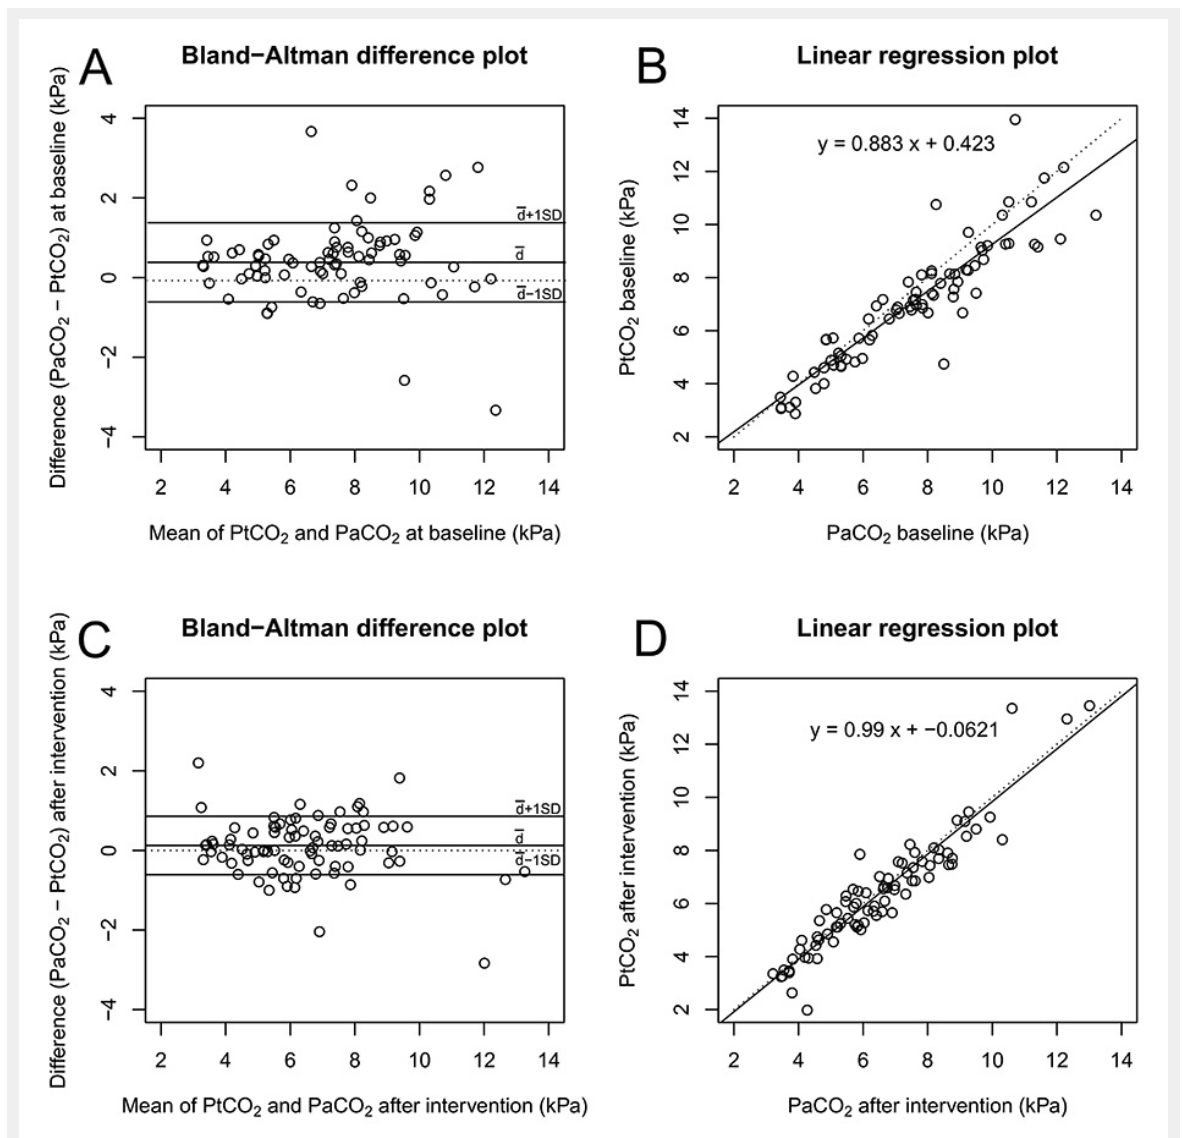 A
Bland−Altman difference plot
Difference (PaCO₂ − PtCO₂) at baseline (kPa)
4
2
0
−2
−4
d̅+1SD
d̅
d̅−1SD
2 4 6 8 10 12 14
Mean of PtCO₂ and PaCO₂ at baseline (kPa)
B
Linear regression plot
PtCO₂ baseline (kPa)
14
12
10
8
6
4
2
y = 0.883 x + 0.423
2 4 6 8 10 12 14
PaCO₂ baseline (kPa)
C
Bland−Altman difference plot
Difference (PaCO₂ − PtCO₂) after intervention (kPa)
4
2
0
−2
−4
d̅+1SD
d̅
d̅−1SD
2 4 6 8 10 12 14
Mean of PtCO₂ and PaCO₂ after intervention (kPa)
D
Linear regression plot
PtCO₂ after intervention (kPa)
14
12
10
8
6
4
2
y = 0.99 x + −0.0621
2 4 6 8 10 12 14
PaCO₂ after intervention (kPa)